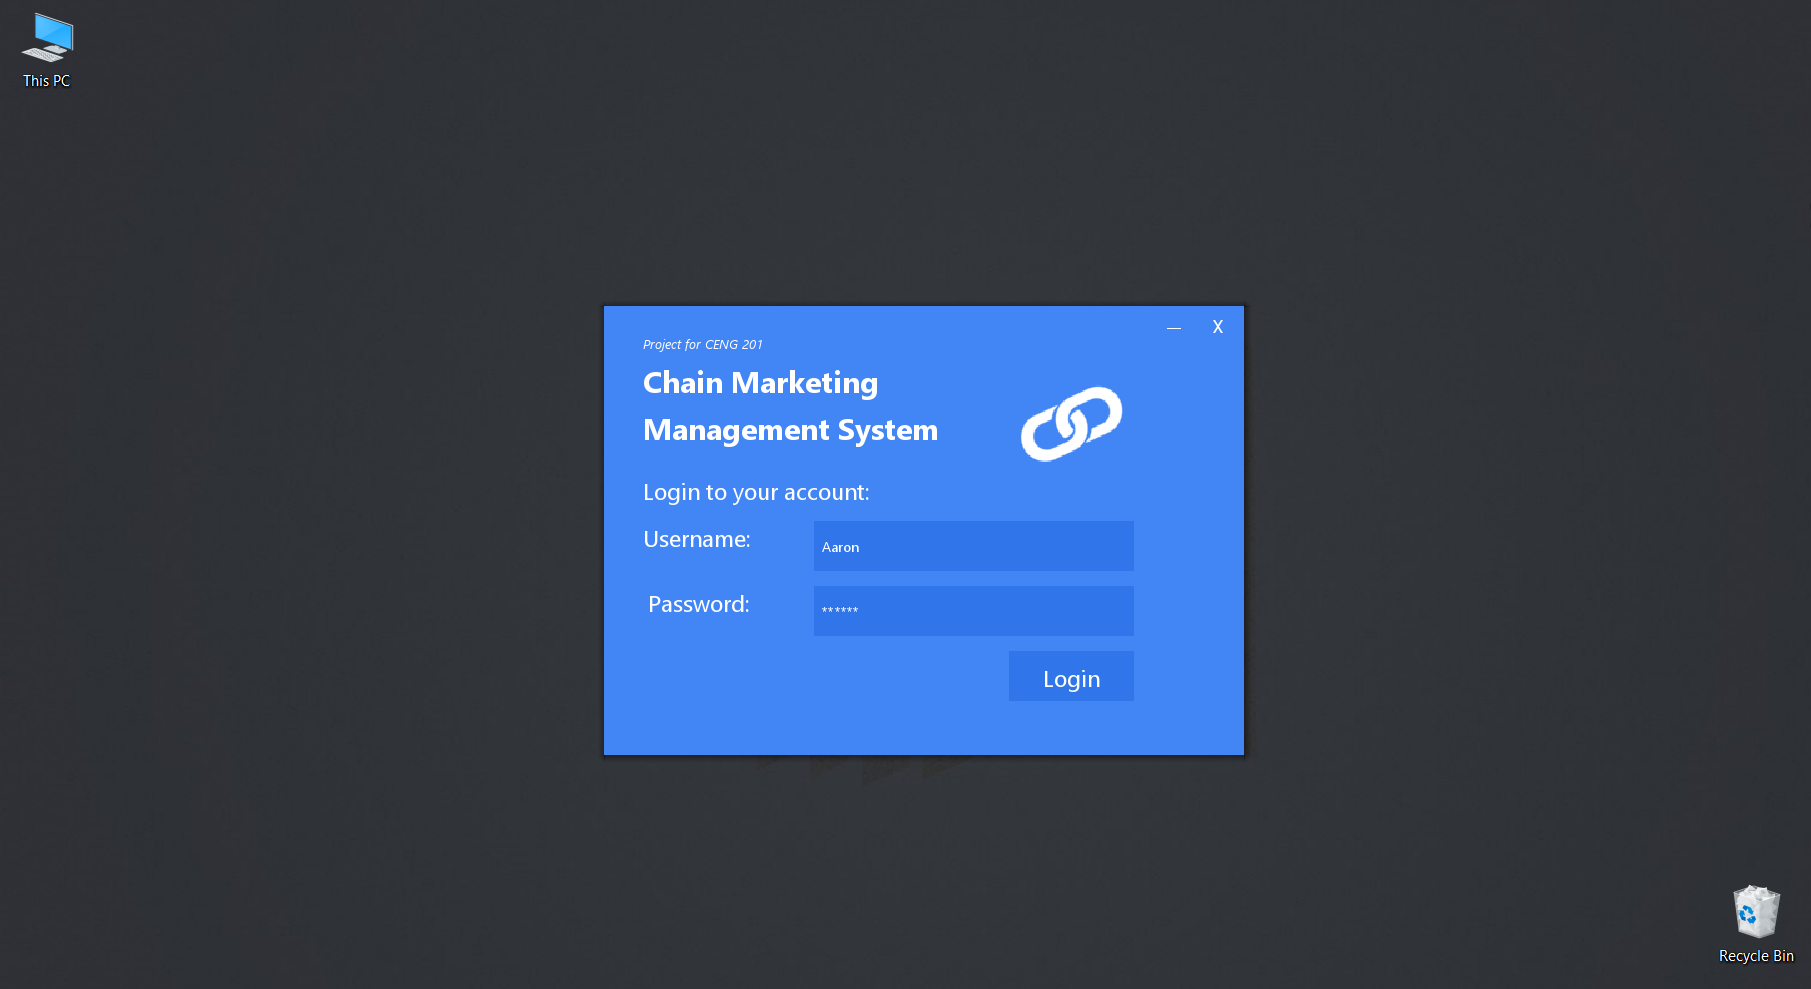 This PC
— X
Project for CENG 201
Chain Marketing
Management System
Login to your account:
Username:
Aaron
Password:
******
Login
Recycle Bin